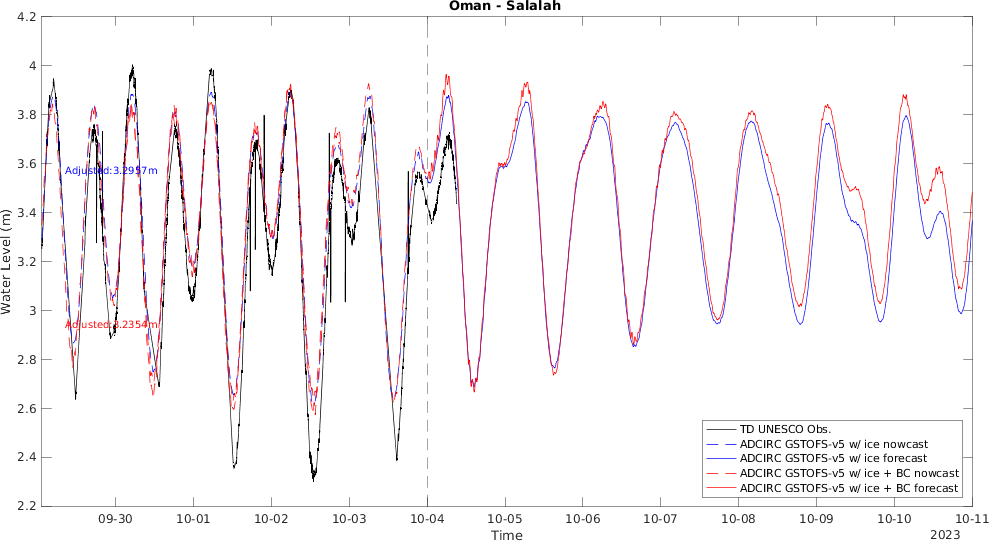 Oman - Salalah
4.2
4
3.8
3.6
3.4
3.2
3
2.8
2.6
2.4
2.2
Water Level (m)
Adjusted:3.2957m
Adjusted:3.2354m
TD UNESCO Obs.
ADCIRC GSTOFS-v5 w/ ice nowcast
ADCIRC GSTOFS-v5 w/ ice forecast
ADCIRC GSTOFS-v5 w/ ice + BC nowcast
ADCIRC GSTOFS-v5 w/ ice + BC forecast
09-30 10-01 10-02 10-03 10-04 10-05 10-06 10-07 10-08 10-09 10-10 10-11
Time
2023